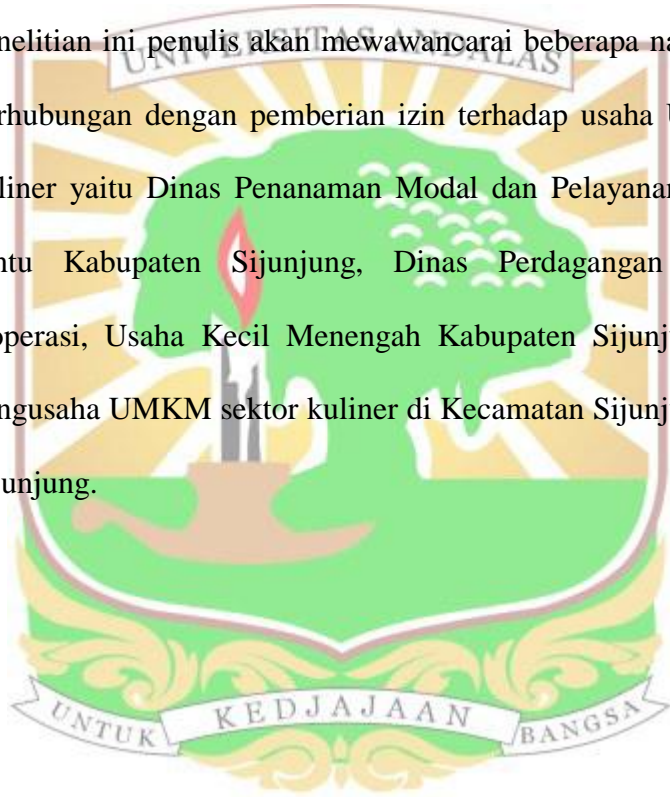 nelitian ini penulis akan mewawancarai beberapa na
UNIVERSITAS ANDALAS
rhubungan dengan pemberian izin terhadap usaha U
liner yaitu Dinas Penanaman Modal dan Pelayanan
ntu Kabupaten Sijunjung, Dinas Perdagangan
operasi, Usaha Kecil Menengah Kabupaten Sijunj
ngusaha UMKM sektor kuliner di Kecamatan Sijunj
unjung.
UNTUK KEDJAJAAN BANGSA